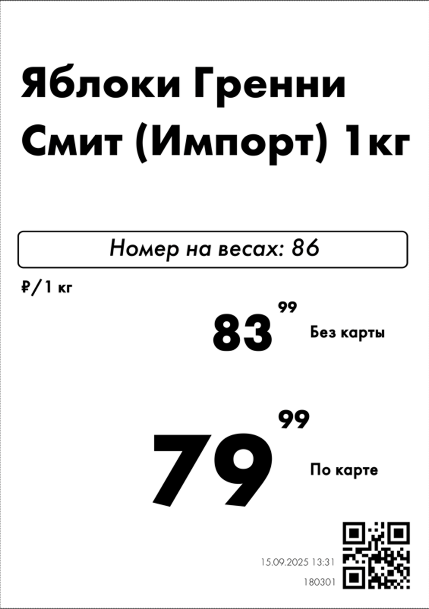 Яблоки Гренни
Смит (Импорт) 1кг
Номер на весах: 86
₽/1 кг
83 99 Без карты
79 99 По карте
15.09.2025 13:31
180301